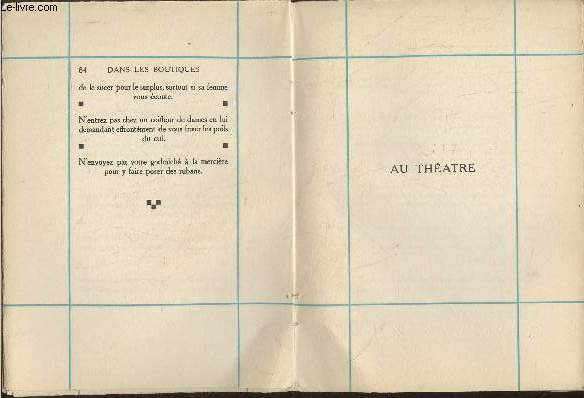 © Le-livre.com
64 DANS LES BOUTIQUES
de le sucer pour le surplus, surtout si sa femme
vous écoute.
N'entrez pas chez un coiffeur de dames en lui
demandant effrontément de vous friser les poils
du cul.
N'envoyez pas votre godmiché à la mercière
pour y faire poser des rubans.
AU THÉATRE